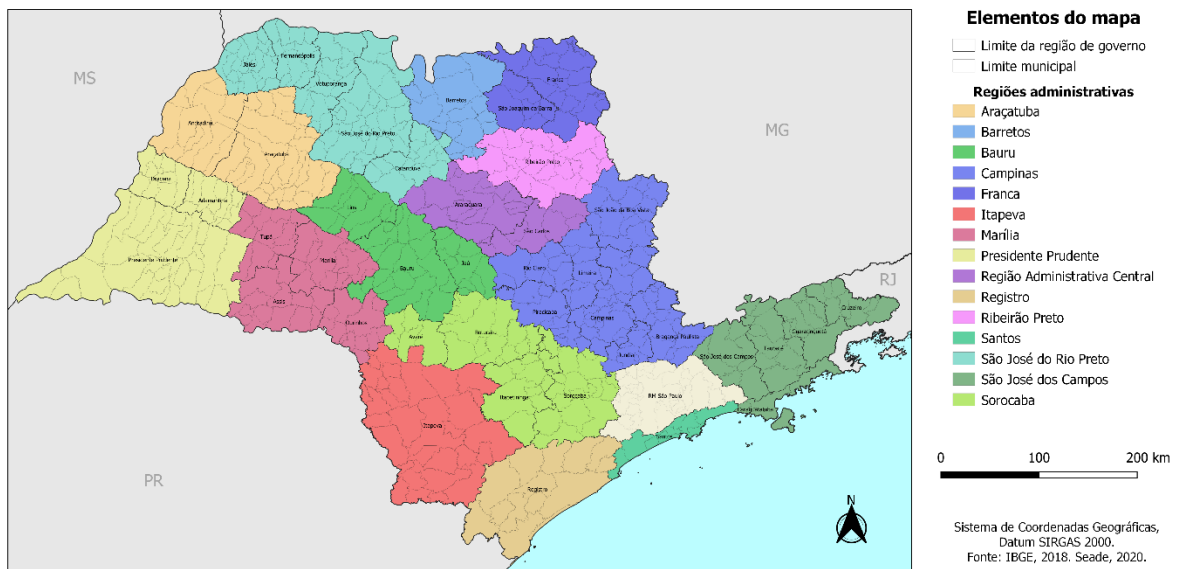 Elementos do mapa
Limite da região de governo
Limite municipal
Regiões administrativas
Araçatuba
Barretos
Bauru
Campinas
Franca
Itapeva
Marília
Presidente Prudente
Região Administrativa Central
Registro
Ribeirão Preto
Santos
São José do Rio Preto
São José dos Campos
Sorocaba
0 100 200 km
Sistema de Coordenadas Geográficas,
Datum SIRGAS 2000.
Fonte: IBGE, 2018. Seade, 2020.
MS
MG
RJ
PR
N
Jales
Fernandópolis
Votuporanga
São José do Rio Preto
Catanduva
Barretos
Franca
São Joaquim da Barra
Ribeirão Preto
Andradina
Araçatuba
Dracena
Adamantina
Presidente Prudente
Tupã
Marília
Assis
Ourinhos
Lins
Bauru
Jaú
Araraquara
São Carlos
São João da Boa Vista
Rio Claro
Limeira
Piracicaba
Campinas
Bragança Paulista
Jundiaí
Avaré
Botucatu
Itapetininga
Sorocaba
Itapeva
Registro
RM São Paulo
Santos
São José dos Campos
Taubaté
Guaratinguetá
Cruzeiro
Caraguatatuba